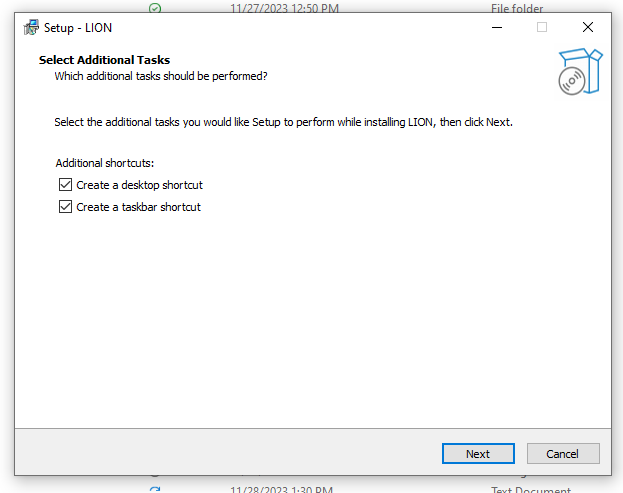 11/27/2023 12:50 PM File folder
Setup - LION
Select Additional Tasks
Which additional tasks should be performed?
Select the additional tasks you would like Setup to perform while installing LION, then click Next.
Additional shortcuts:
Create a desktop shortcut
Create a taskbar shortcut
Next Cancel
11/28/2023 1:30 PM Text Document